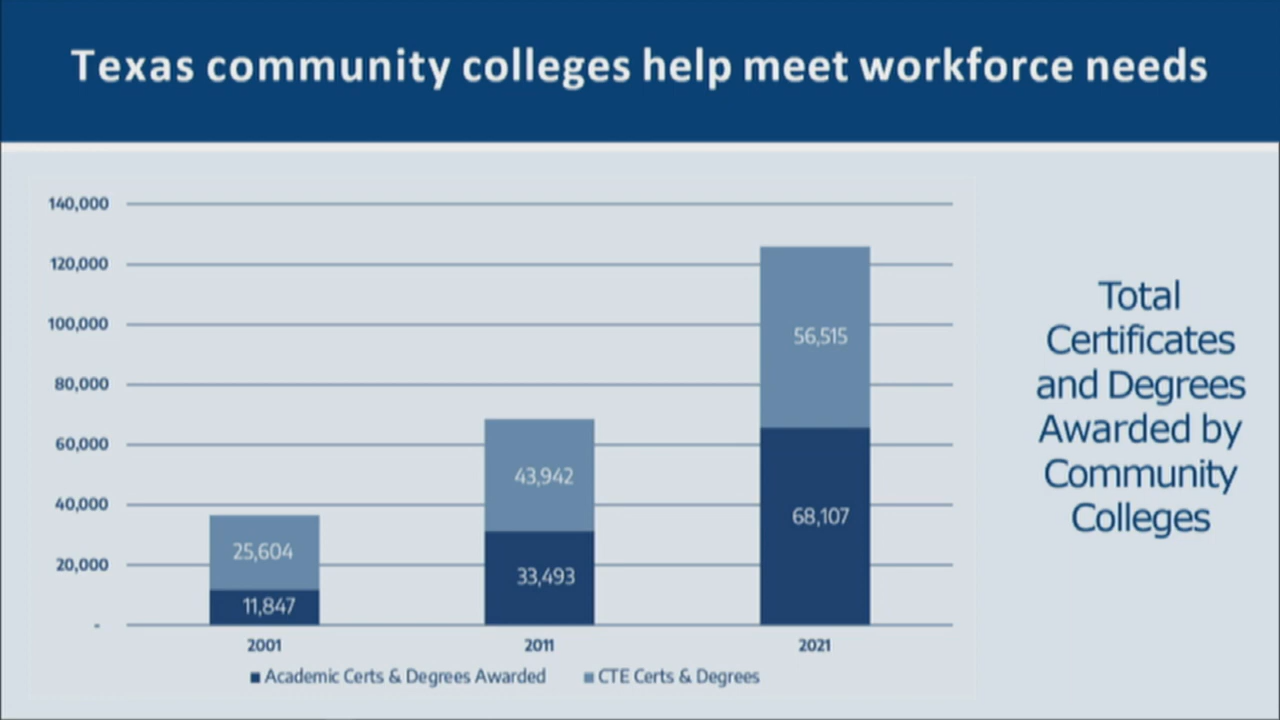 Texas community colleges help meet workforce needs
140,000
120,000
100,000
80,000
60,000
40,000
20,000
-
25,604
11,847
43,942
33,493
56,515
68,107
2001
2011
2021
Academic Certs & Degrees Awarded
CTE Certs & Degrees
Total
Certificates
and Degrees
Awarded by
Community
Colleges